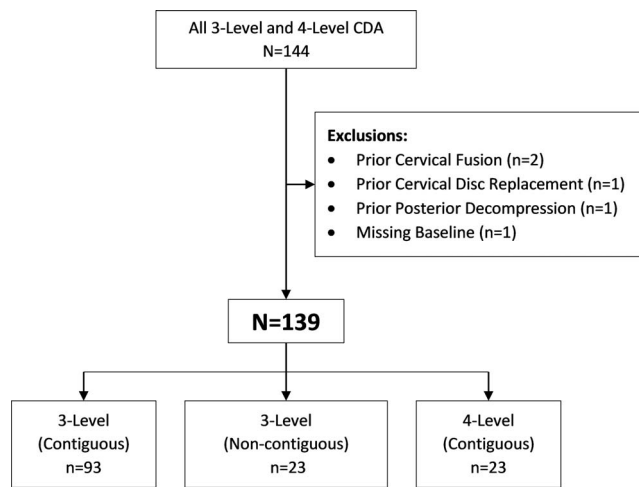 All 3-Level and 4-Level CDA
N=144
Exclusions:
• Prior Cervical Fusion (n=2)
• Prior Cervical Disc Replacement (n=1)
• Prior Posterior Decompression (n=1)
• Missing Baseline (n=1)
N=139
3-Level
(Contiguous)
n=93
3-Level
(Non-contiguous)
n=23
4-Level
(Contiguous)
n=23